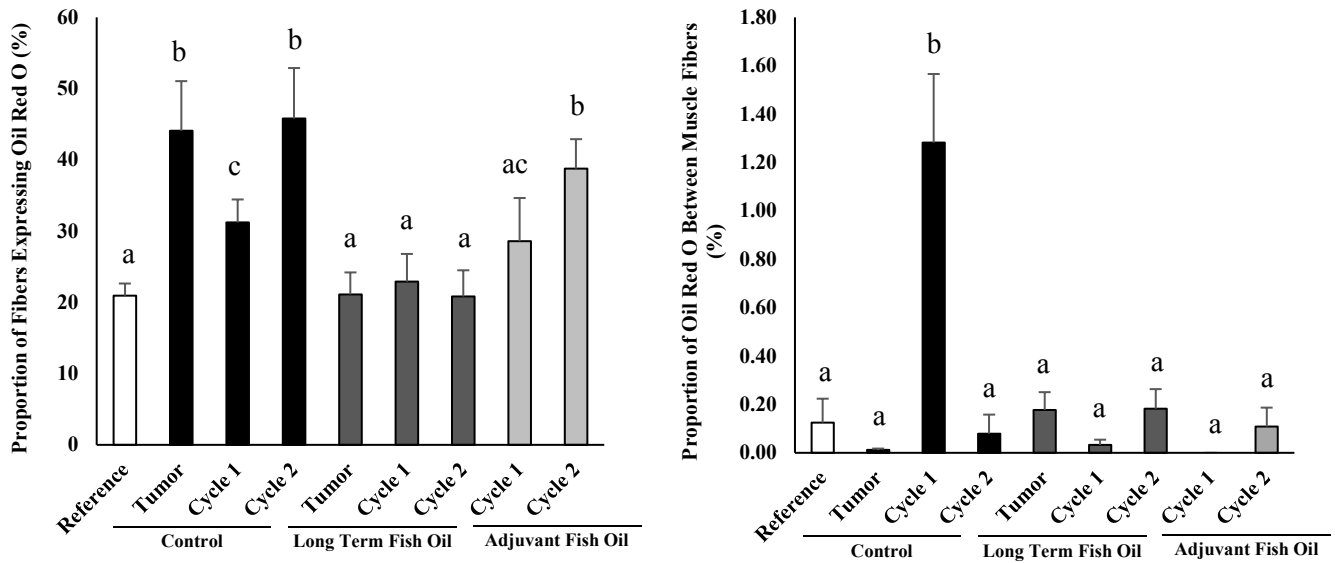 Proportion of Fibers Expressing Oil Red O (%)
60
50
40
30
20
10
0
a
b
c
b
a
a
a
ac
b
Reference
Tumor
Cycle 1
Cycle 2
Tumor
Cycle 1
Cycle 2
Cycle 1
Cycle 2
Control
Long Term Fish Oil
Adjuvant Fish Oil
Proportion of Oil Red O Between Muscle Fibers
(%)
1.80
1.60
1.40
1.20
1.00
0.80
0.60
0.40
0.20
0.00
a
a
b
a
a
a
a
a
a
Reference
Tumor
Cycle 1
Cycle 2
Tumor
Cycle 1
Cycle 2
Cycle 1
Cycle 2
Control
Long Term Fish Oil
Adjuvant Fish Oil